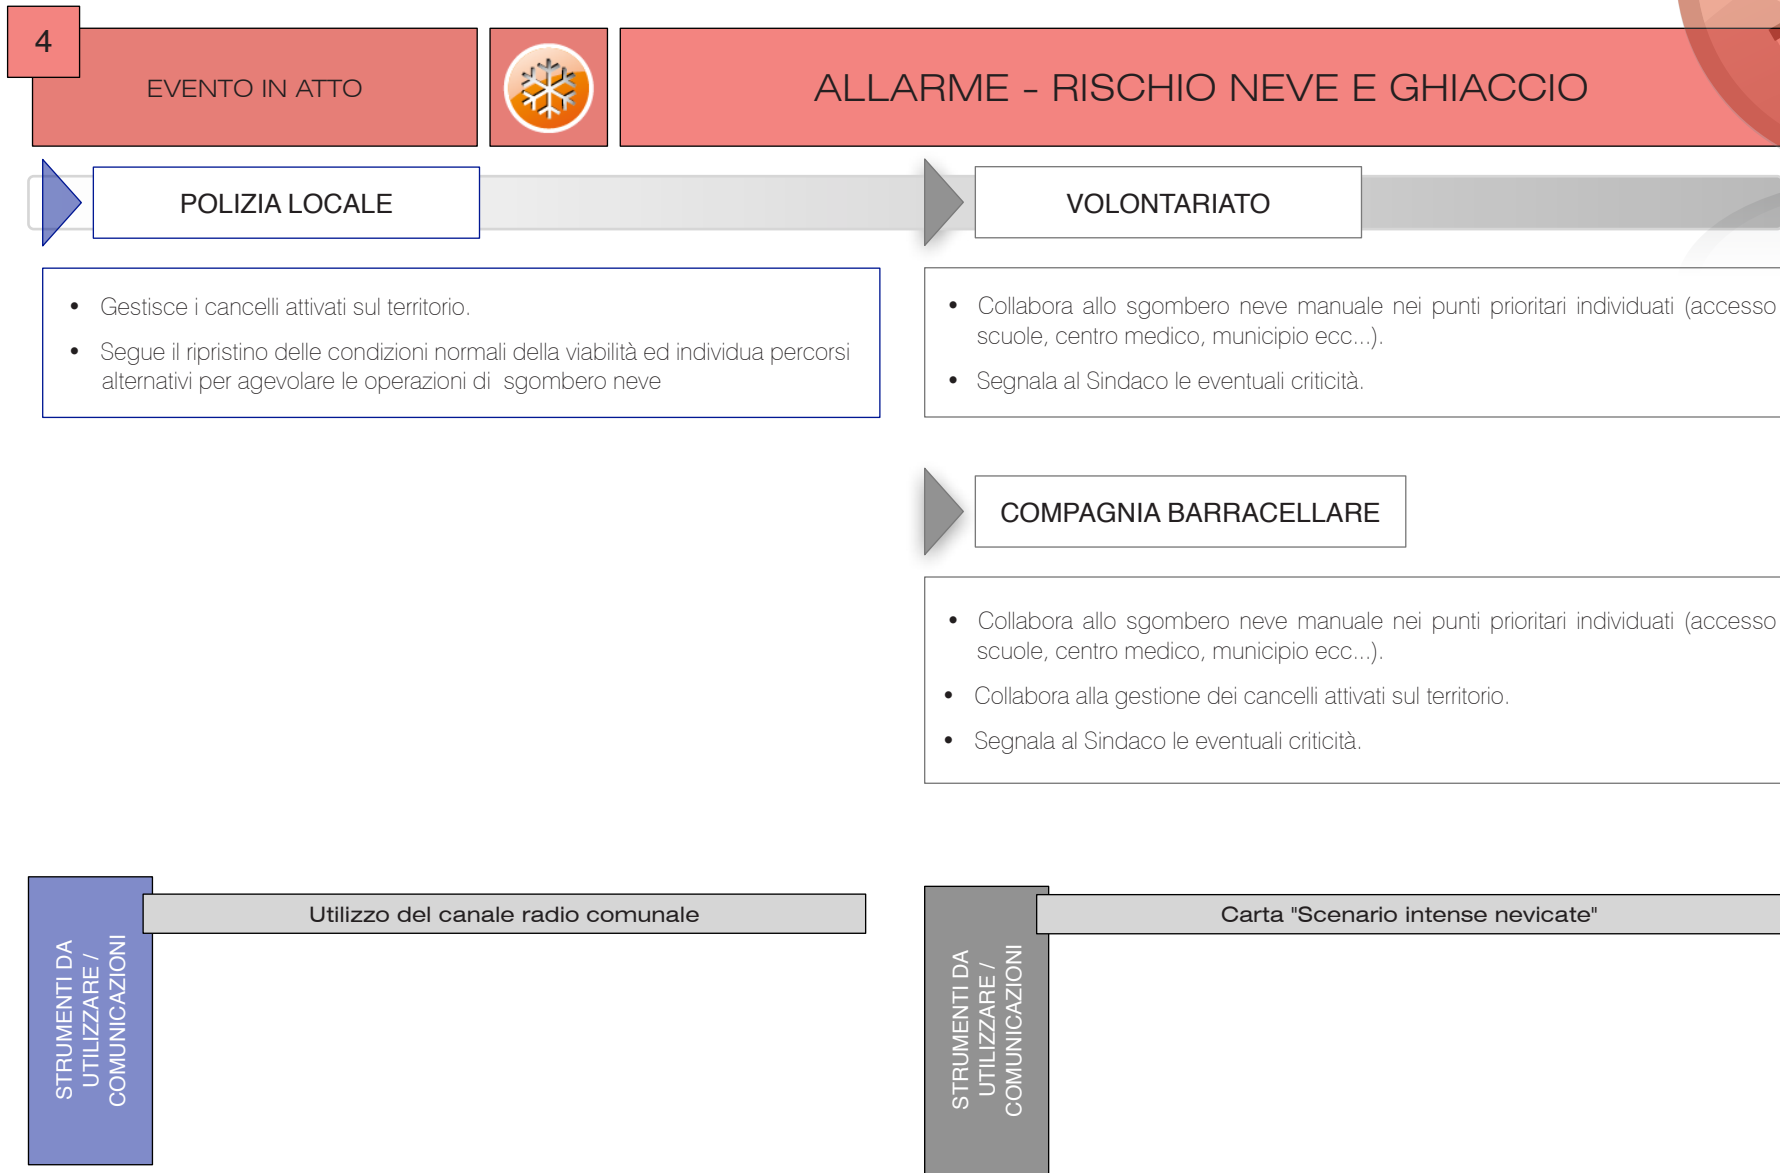 4
EVENTO IN ATTO
ALLARME - RISCHIO NEVE E GHIACCIO
POLIZIA LOCALE
• Gestisce i cancelli attivati sul territorio.
• Segue il ripristino delle condizioni normali della viabilità ed individua percorsi
alternativi per agevolare le operazioni di sgombero neve
VOLONTARIATO
• Collabora allo sgombero neve manuale nei punti prioritari individuati (accesso
scuole, centro medico, municipio ecc...).
• Segnala al Sindaco le eventuali criticità.
COMPAGNIA BARRACELLARE
• Collabora allo sgombero neve manuale nei punti prioritari individuati (accesso
scuole, centro medico, municipio ecc...).
• Collabora alla gestione dei cancelli attivati sul territorio.
• Segnala al Sindaco le eventuali criticità.
STRUMENTI DA
UTILIZZARE /
COMUNICAZIONI
Utilizzo del canale radio comunale
STRUMENTI DA
UTILIZZARE /
COMUNICAZIONI
Carta "Scenario intense nevicate"